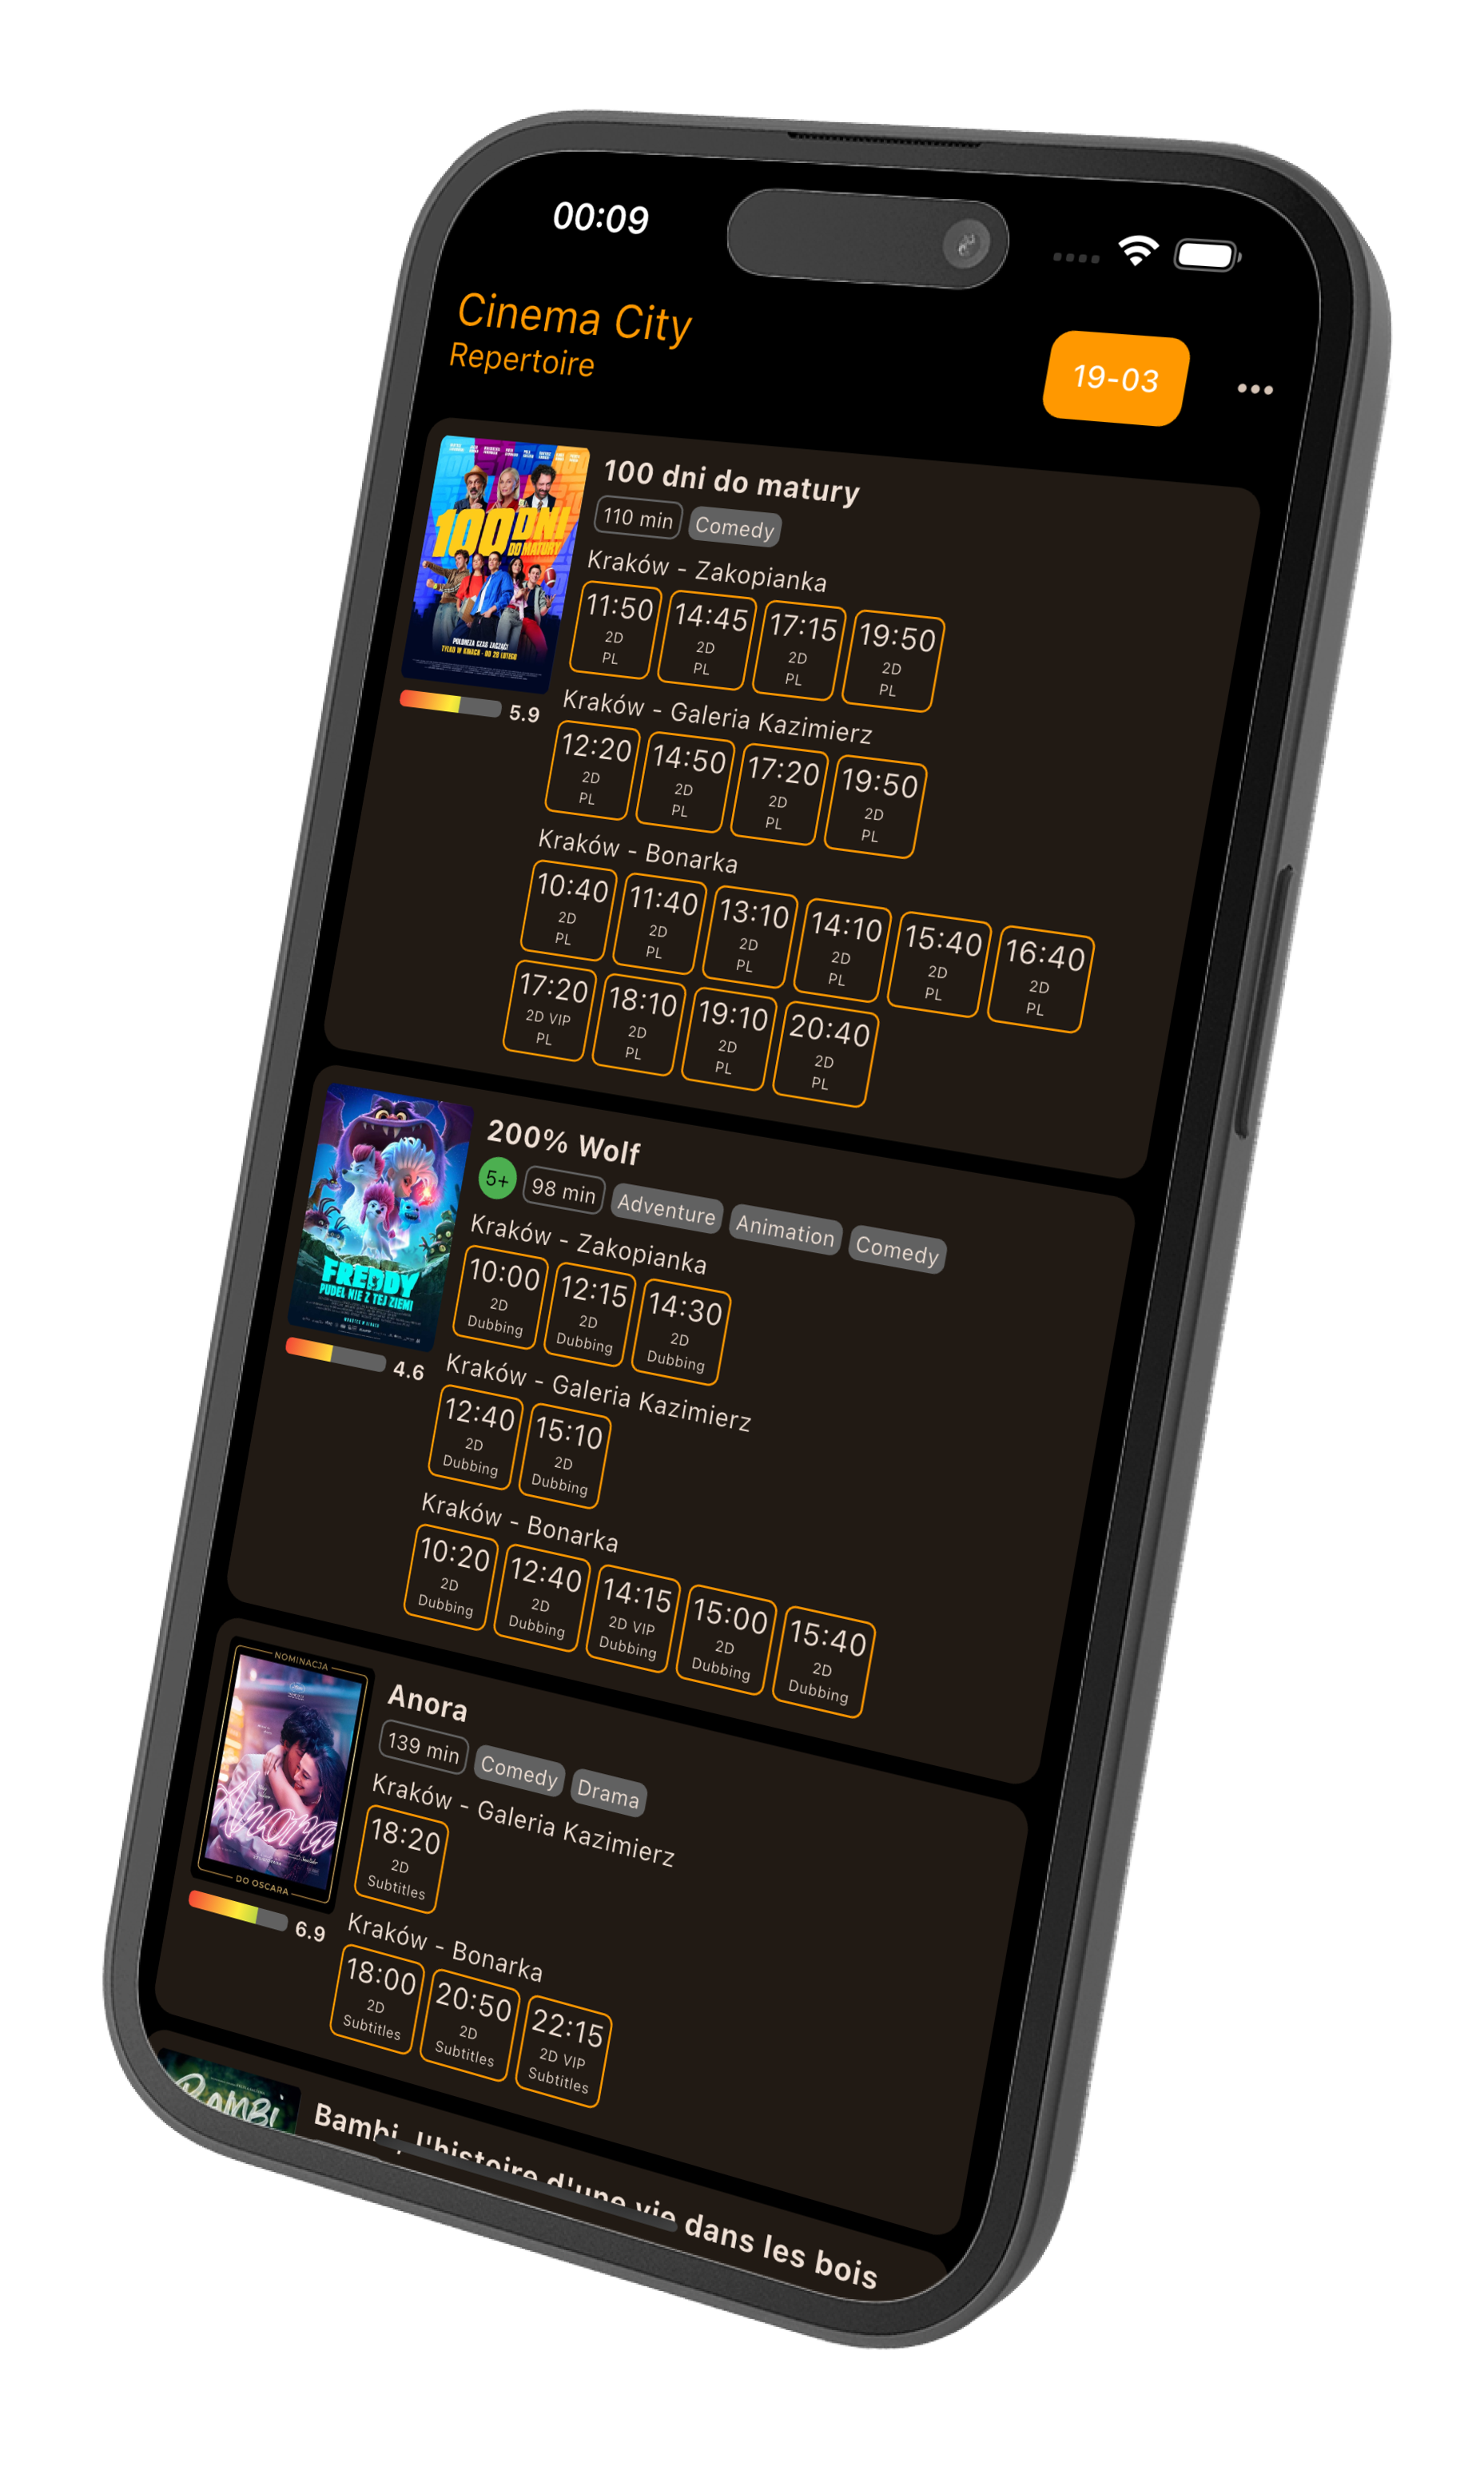 00:09
Cinema City
Repertoire
19-03
100 DNI
DO MATURY
POLONEZA CZAS ZACZĄĆ!
TYLKO W KINACH · OD 28 LUTEGO
5.9
100 dni do matury
110 min Comedy
Kraków - Zakopianka
11:50 14:45 17:15 19:50
2D 2D 2D 2D
PL PL PL PL
Kraków - Galeria Kazimierz
12:20 14:50 17:20 19:50
2D 2D 2D 2D
PL PL PL PL
Kraków - Bonarka
10:40 11:40 13:10 14:10 15:40 16:40
2D 2D 2D 2D 2D 2D
PL PL PL PL PL PL
17:20 18:10 19:10 20:40
2D VIP 2D 2D 2D
PL PL PL PL
FREDDY
PUDEL NIE Z TEJ ZIEMI
4.6
200% Wolf
5+ 98 min Adventure Animation Comedy
Kraków - Zakopianka
10:00 12:15 14:30
2D 2D 2D
Dubbing Dubbing Dubbing
Kraków - Galeria Kazimierz
12:40 15:10
2D 2D
Dubbing Dubbing
Kraków - Bonarka
10:20 12:40 14:15 15:00 15:40
2D 2D 2D VIP 2D 2D
Dubbing Dubbing Dubbing Dubbing Dubbing
NOMINACJA
Anora
DO OSCARA
6.9
Anora
139 min Comedy Drama
Kraków - Galeria Kazimierz
18:20
2D
Subtitles
Kraków - Bonarka
18:00 20:50 22:15
2D 2D 2D VIP
Subtitles Subtitles Subtitles
BAMBI
Bambi, l'histoire d'une vie dans les bois